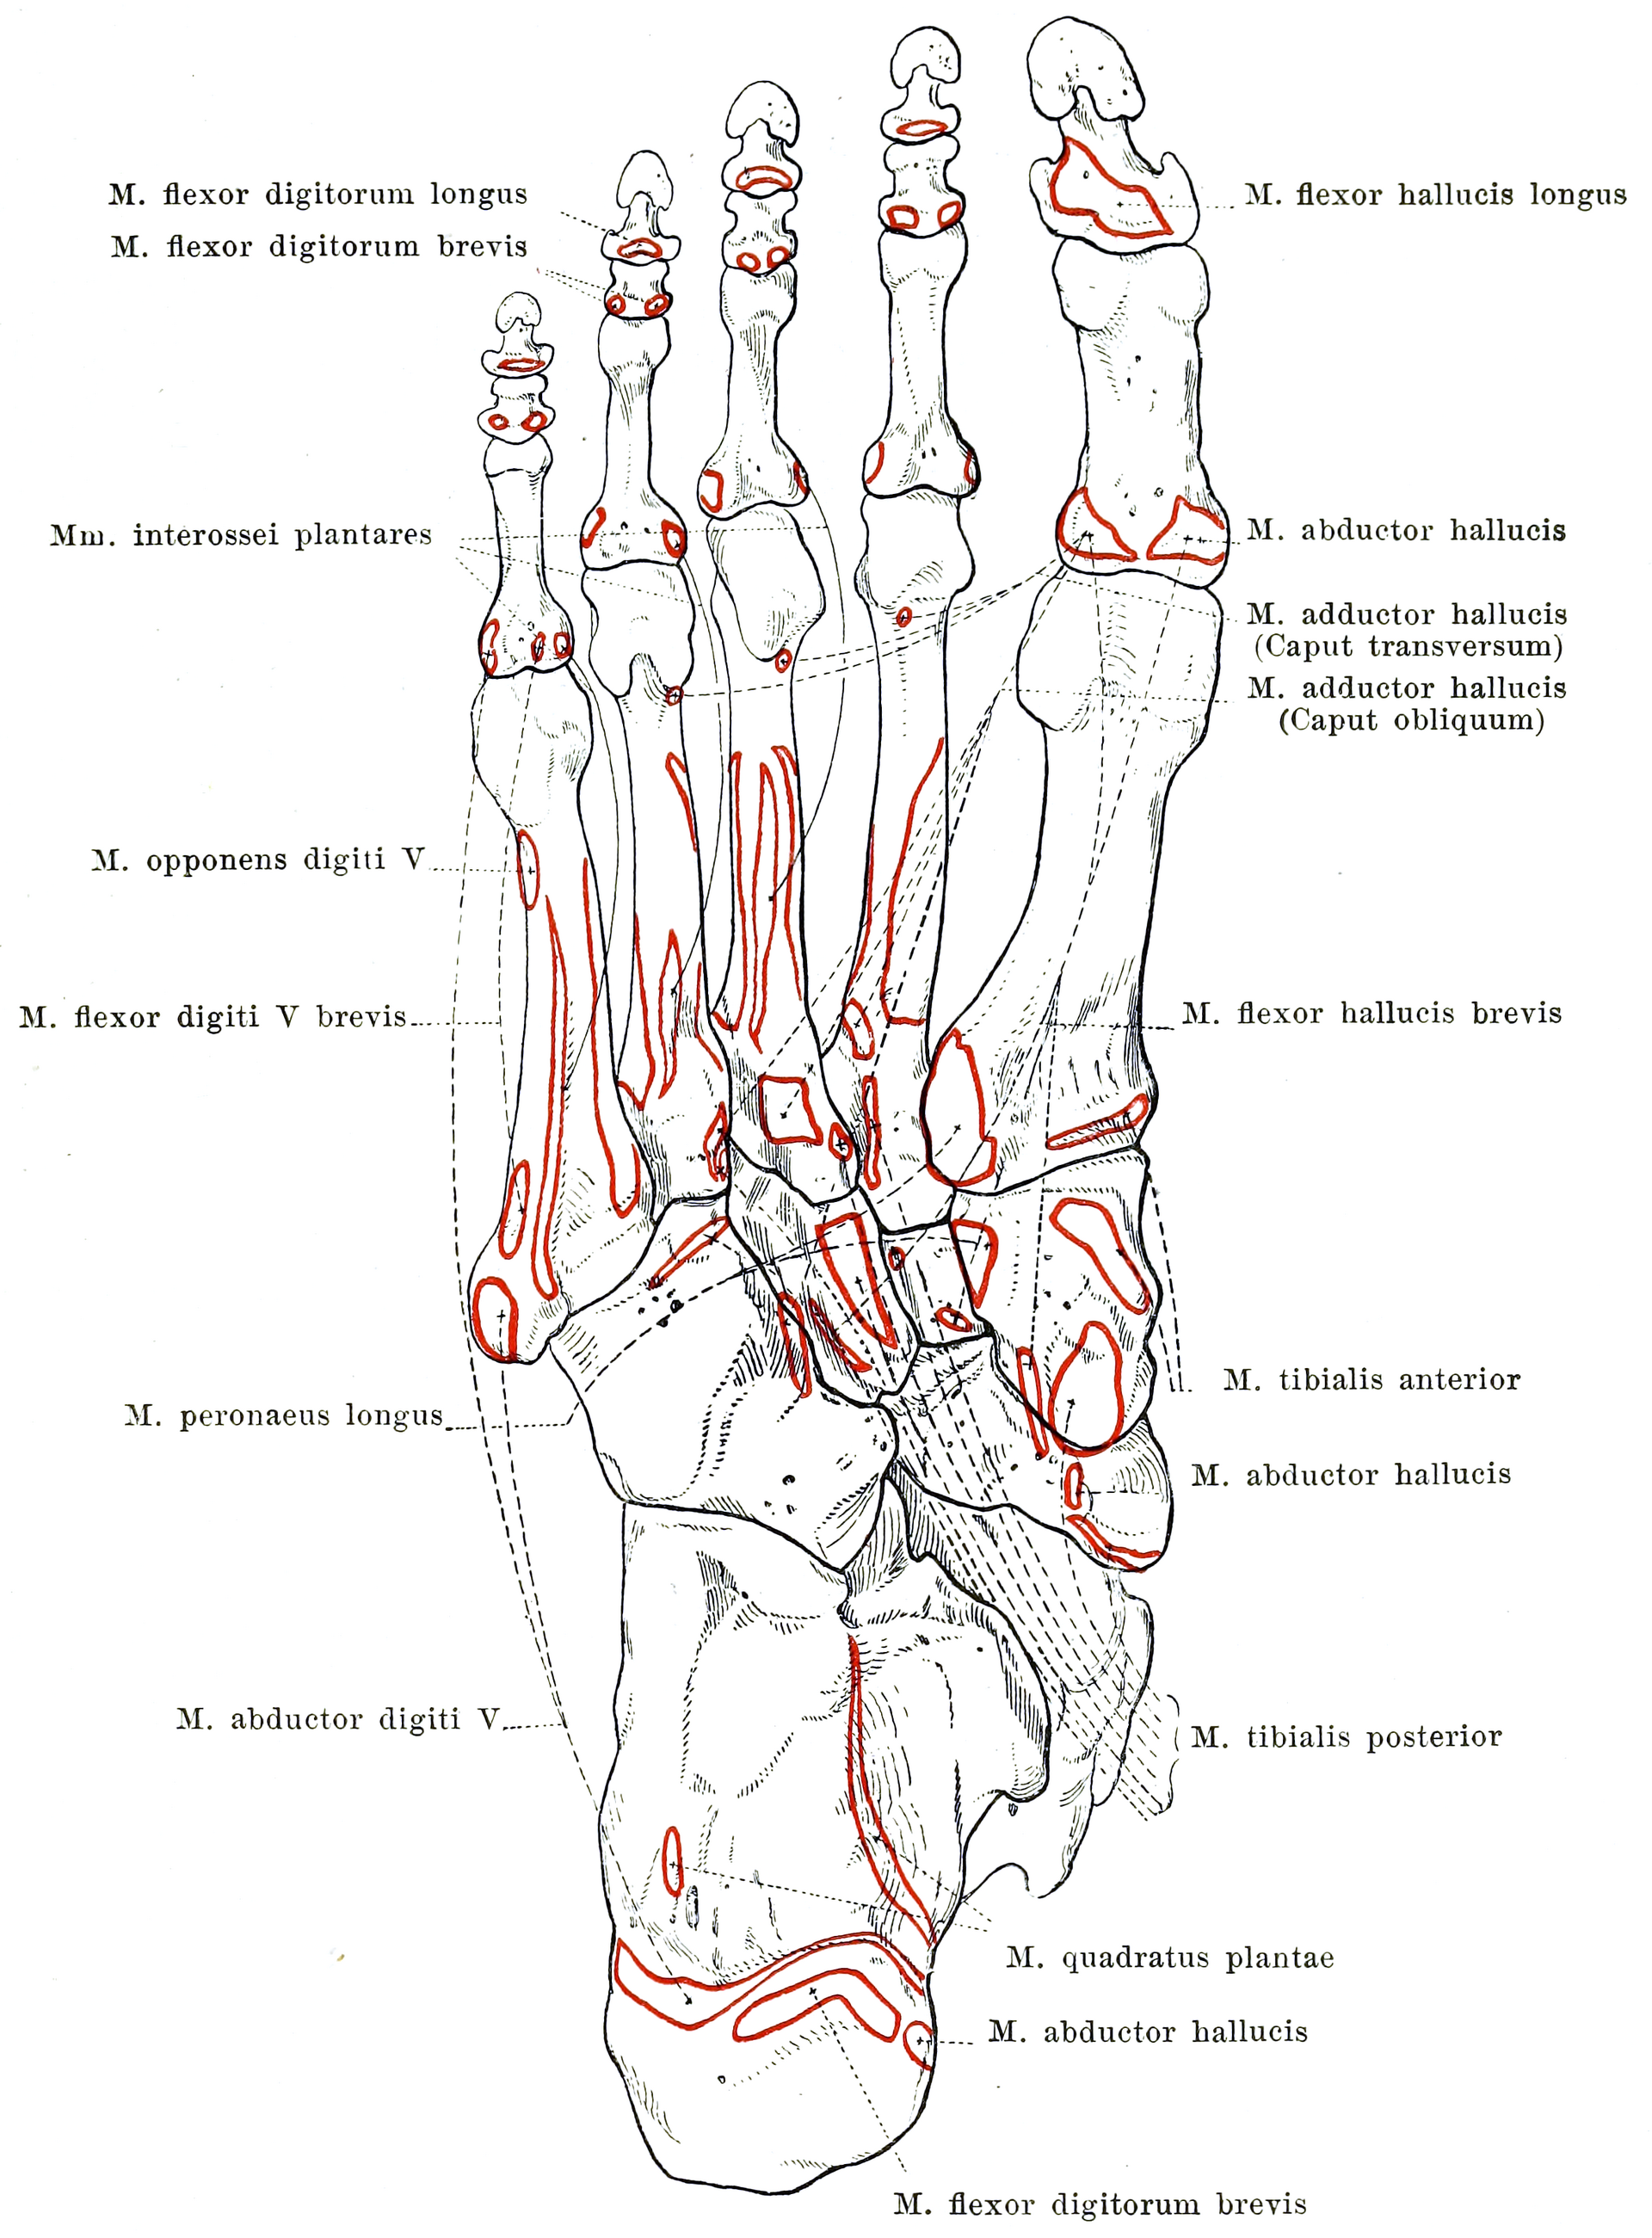 M. flexor digitorum longus
M. flexor hallucis longus
M. flexor digitorum brevis
Mm. interossei plantares
M. abductor hallucis
M. adductor hallucis
(Caput transversum)
M. adductor hallucis
(Caput obliquum)
M. opponens digiti V
M. flexor digiti V brevis
M. flexor hallucis brevis
M. tibialis anterior
M. peronaeus longus
M. abductor hallucis
M. abductor digiti V
M. tibialis posterior
M. quadratus plantae
M. abductor hallucis
M. flexor digitorum brevis